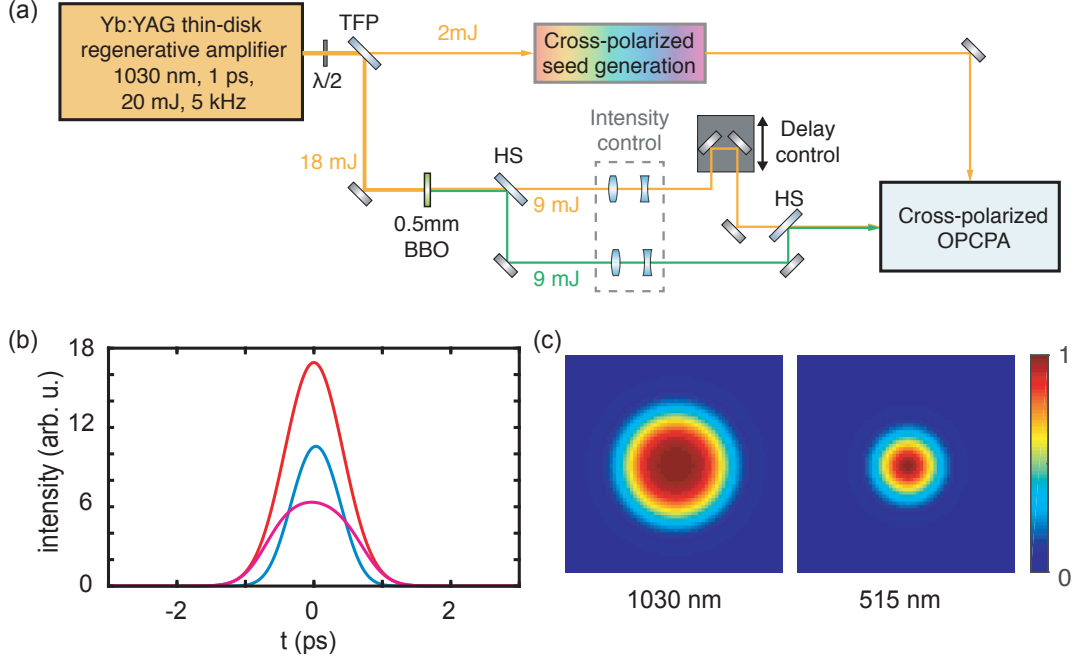 (a)
Yb:YAG thin-disk
regenerative amplifier
1030 nm, 1 ps,
20 mJ, 5 kHz
λ/2
TFP
2mJ
Cross-polarized
seed generation
18 mJ
0.5mm
BBO
HS
9 mJ
9 mJ
Intensity
control
Delay
control
HS
Cross-polarized
OPCPA
(b)
intensity (arb. u.)
18
12
6
0
-2
0
2
t (ps)
(c)
1030 nm
515 nm
1
0